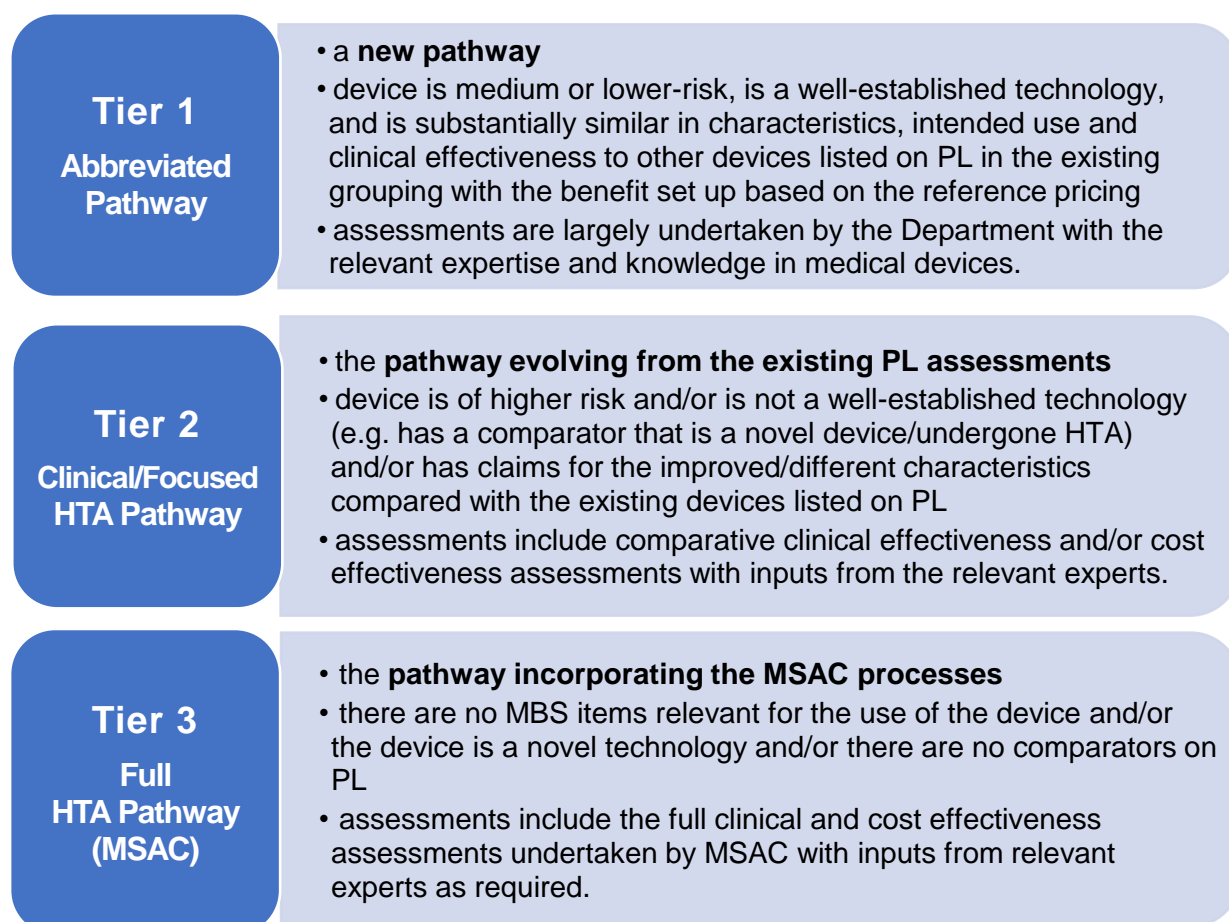 Tier 1
Abbreviated
Pathway
• a new pathway
• device is medium or lower-risk, is a well-established technology,
and is substantially similar in characteristics, intended use and
clinical effectiveness to other devices listed on PL in the existing
grouping with the benefit set up based on the reference pricing
• assessments are largely undertaken by the Department with the
relevant expertise and knowledge in medical devices.
Tier 2
Clinical/Focused
HTA Pathway
• the pathway evolving from the existing PL assessments
• device is of higher risk and/or is not a well-established technology
(e.g. has a comparator that is a novel device/undergone HTA)
and/or has claims for the improved/different characteristics
compared with the existing devices listed on PL
• assessments include comparative clinical effectiveness and/or cost
effectiveness assessments with inputs from the relevant experts.
Tier 3
Full
HTA Pathway
(MSAC)
• the pathway incorporating the MSAC processes
• there are no MBS items relevant for the use of the device and/or
the device is a novel technology and/or there are no comparators on
PL
• assessments include the full clinical and cost effectiveness
assessments undertaken by MSAC with inputs from relevant
experts as required.